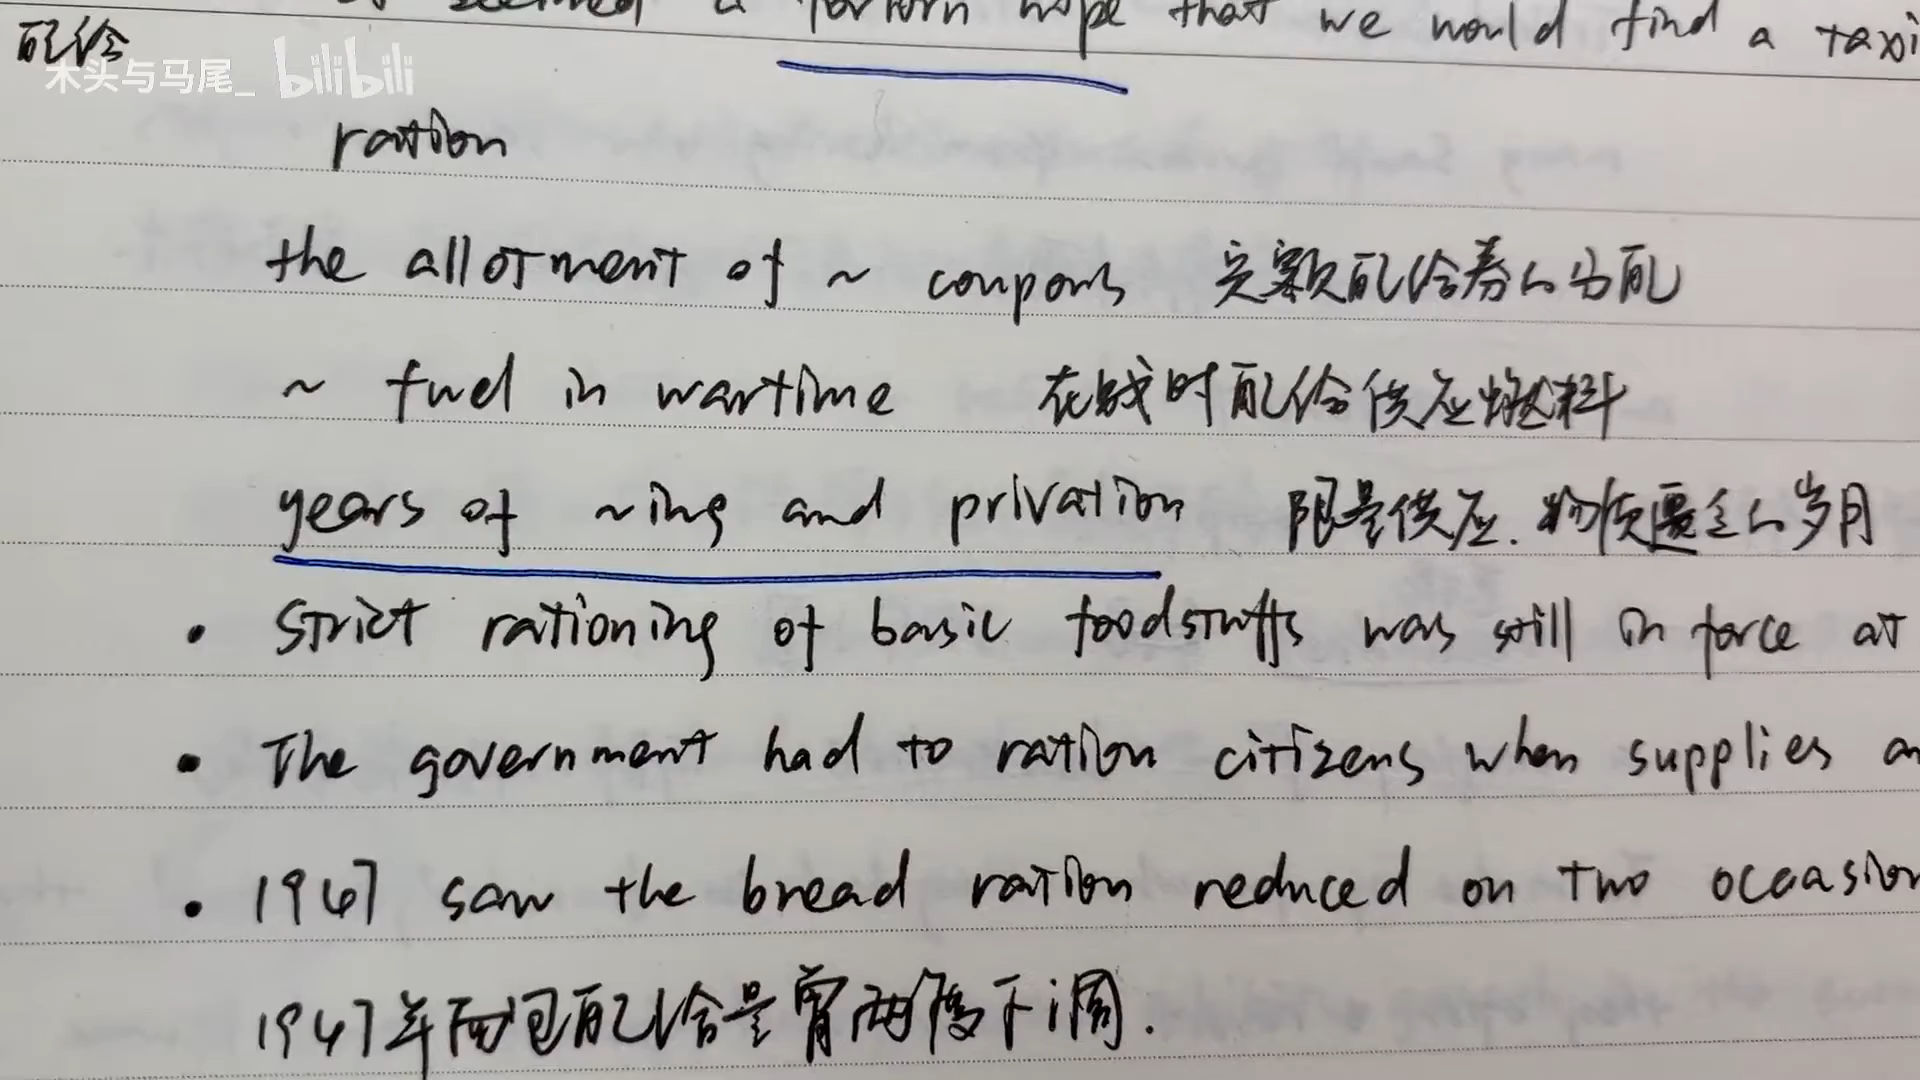 seemed a forlorn hope that we would find a taxi
配给
木头与马尾_ bilibili
ration
the allotment of ~ coupons 定额配给券的分配
~ fuel in wartime 在战时配给供应燃料
years of ~ing and privation 限量供应.物质匮乏的岁月
• Strict rationing of basic foodstuffs was still in force at
• The government had to ration citizens when supplies
• 1947 saw the bread ration reduced on two occasion
1947年面包配给量曾两度下调.